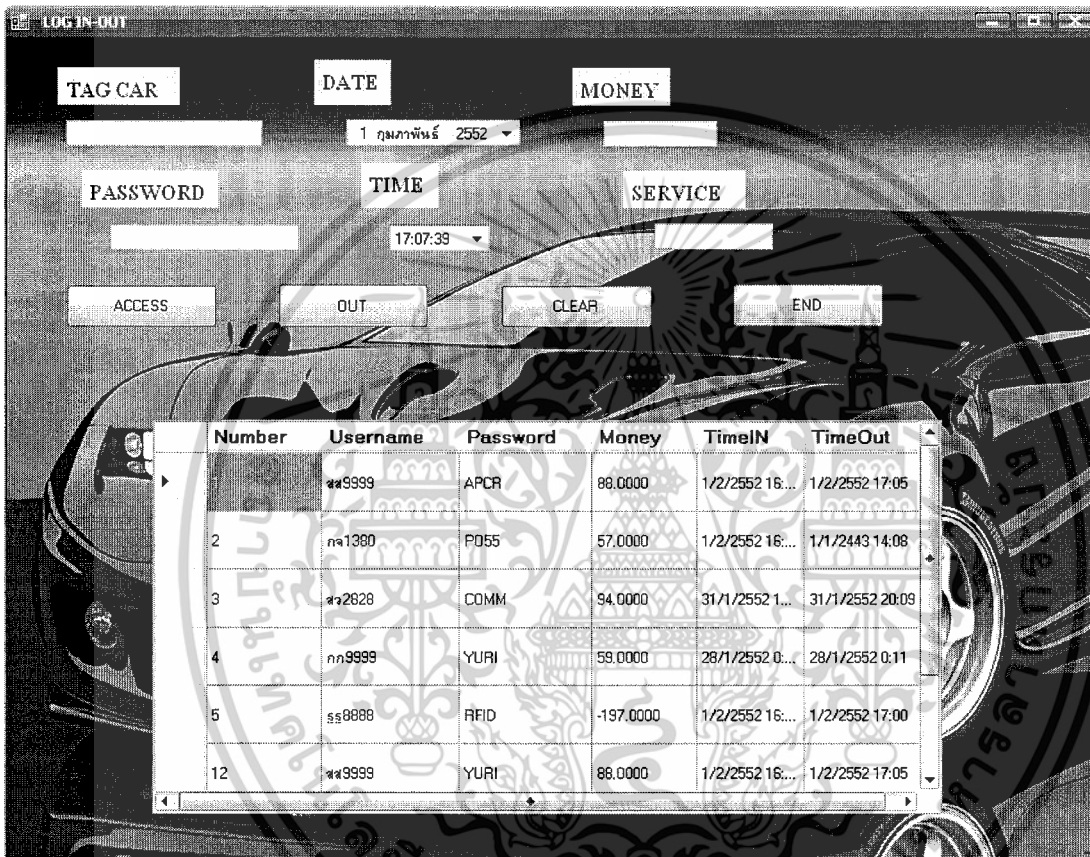 LOG IN-OUT
TAG CAR DATE MONEY
1 กุมภาพันธ์ 2552
PASSWORD TIME SERVICE
17:07:39
ACCESS OUT CLEAR END
Number Username Password Money TimeIN TimeOut
สส9999 APCR 88.0000 1/2/2552 16:... 1/2/2552 17:05
2 กจ1380 PO55 57.0000 1/2/2552 16:... 1/1/2443 14:08
3 สว2828 COMM 94.0000 31/1/2552 1... 31/1/2552 20:09
4 กก9999 YURI 59.0000 28/1/2552 0:... 28/1/2552 0:11
5 รร8888 RFID -197.0000 1/2/2552 16:... 1/2/2552 17:00
12 สส9999 YURI 88.0000 1/2/2552 16:... 1/2/2552 17:05